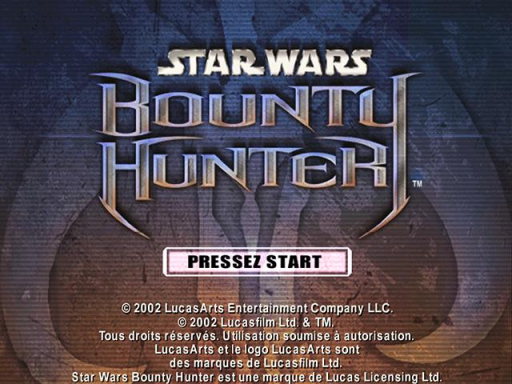 STAR WARS
BOUNTY
HUNTER™
PRESSEZ START
© 2002 LucasArts Entertainment Company LLC.
© 2002 Lucasfilm Ltd. & TM.
Tous droits réservés. Utilisation soumise à autorisation.
LucasArts et le logo LucasArts sont
des marques de Lucasfilm Ltd.
Star Wars Bounty Hunter est une marque de Lucas Licensing Ltd.